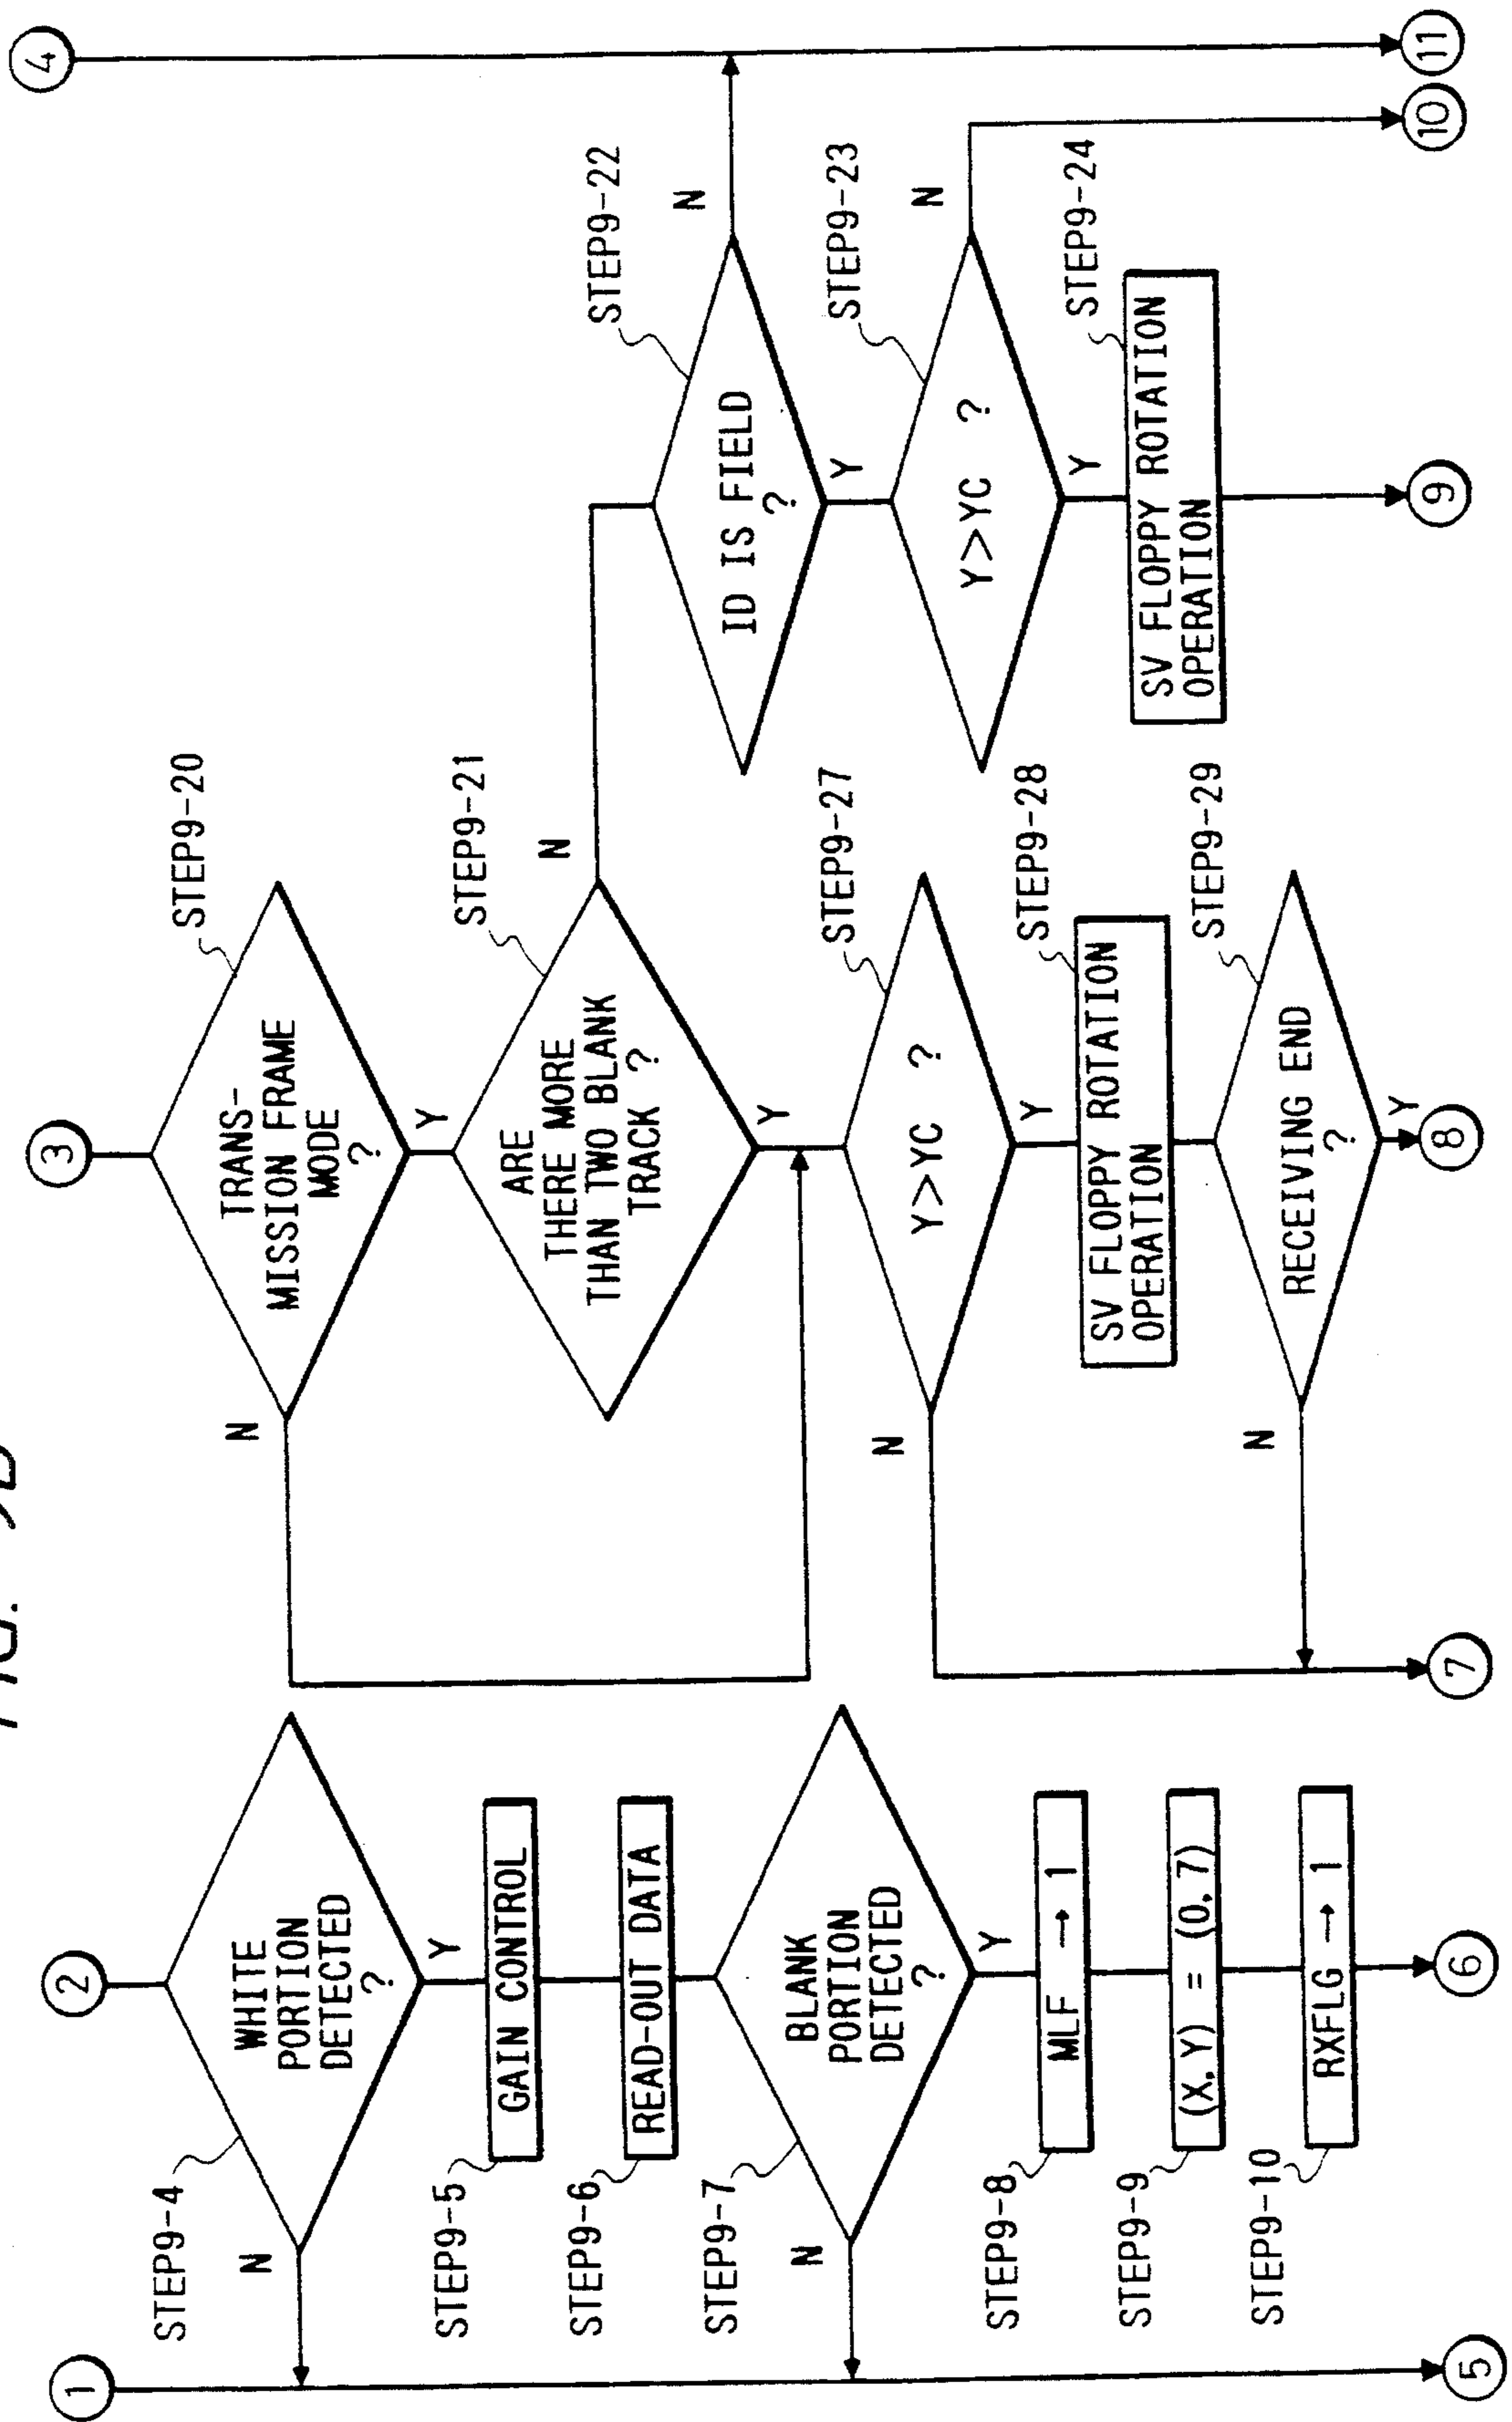 1
2
STEP9-4
WHITE
PORTION
DETECTED
?
N
Y
STEP9-5
GAIN CONTROL
STEP9-6
READ-OUT DATA
STEP9-7
BLANK
PORTION
DETECTED
?
N
Y
STEP9-8
MLF → 1
STEP9-9
(X, Y) = (0, 7)
STEP9-10
RXFLG → 1
5
6
3
STEP9-20
TRANS-
MISSION FRAME
MODE
?
N
Y
STEP9-21
ARE
THERE MORE
THAN TWO BLANK
TRACK ?
N
Y
STEP9-27
Y>YC ?
N
Y
STEP9-28
SV FLOPPY ROTATION
OPERATION
STEP9-29
RECEIVING END
?
N
Y
7
8
4
STEP9-22
ID IS FIELD
?
N
Y
STEP9-23
Y>YC ?
N
Y
STEP9-24
SV FLOPPY ROTATION
OPERATION
9
10
11